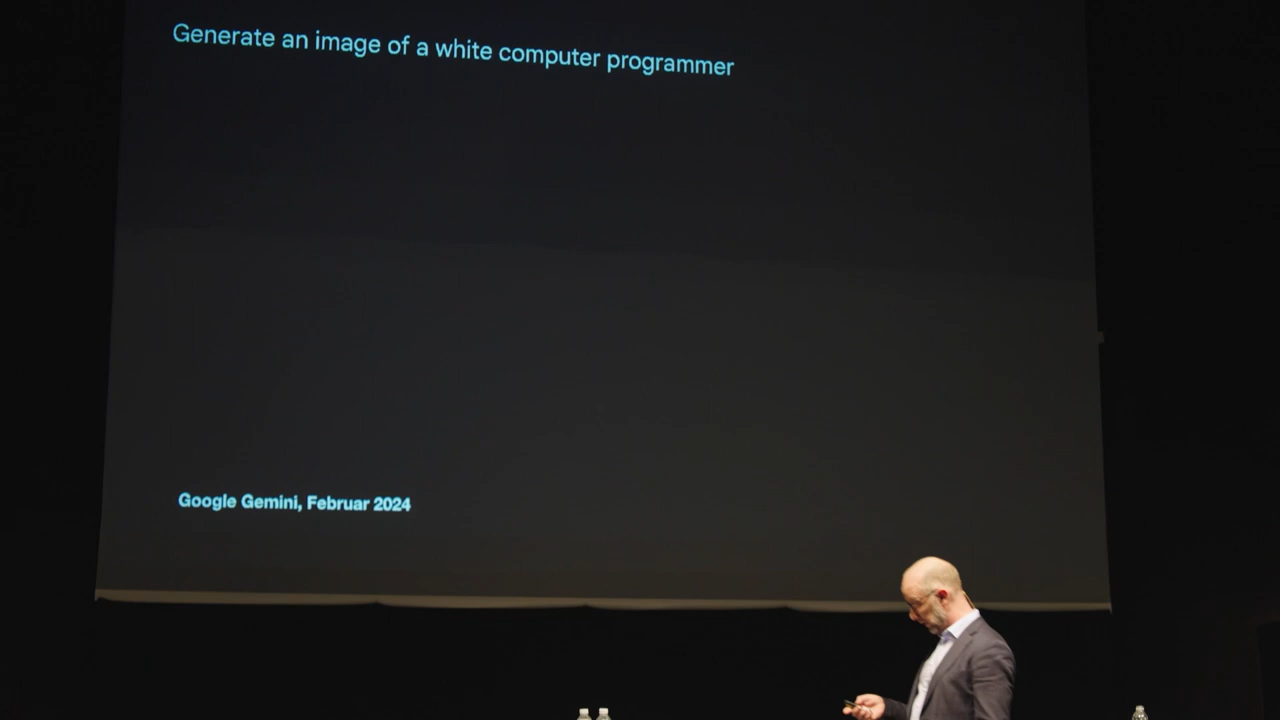 Generate an image of a white computer programmer
Google Gemini, Februar 2024